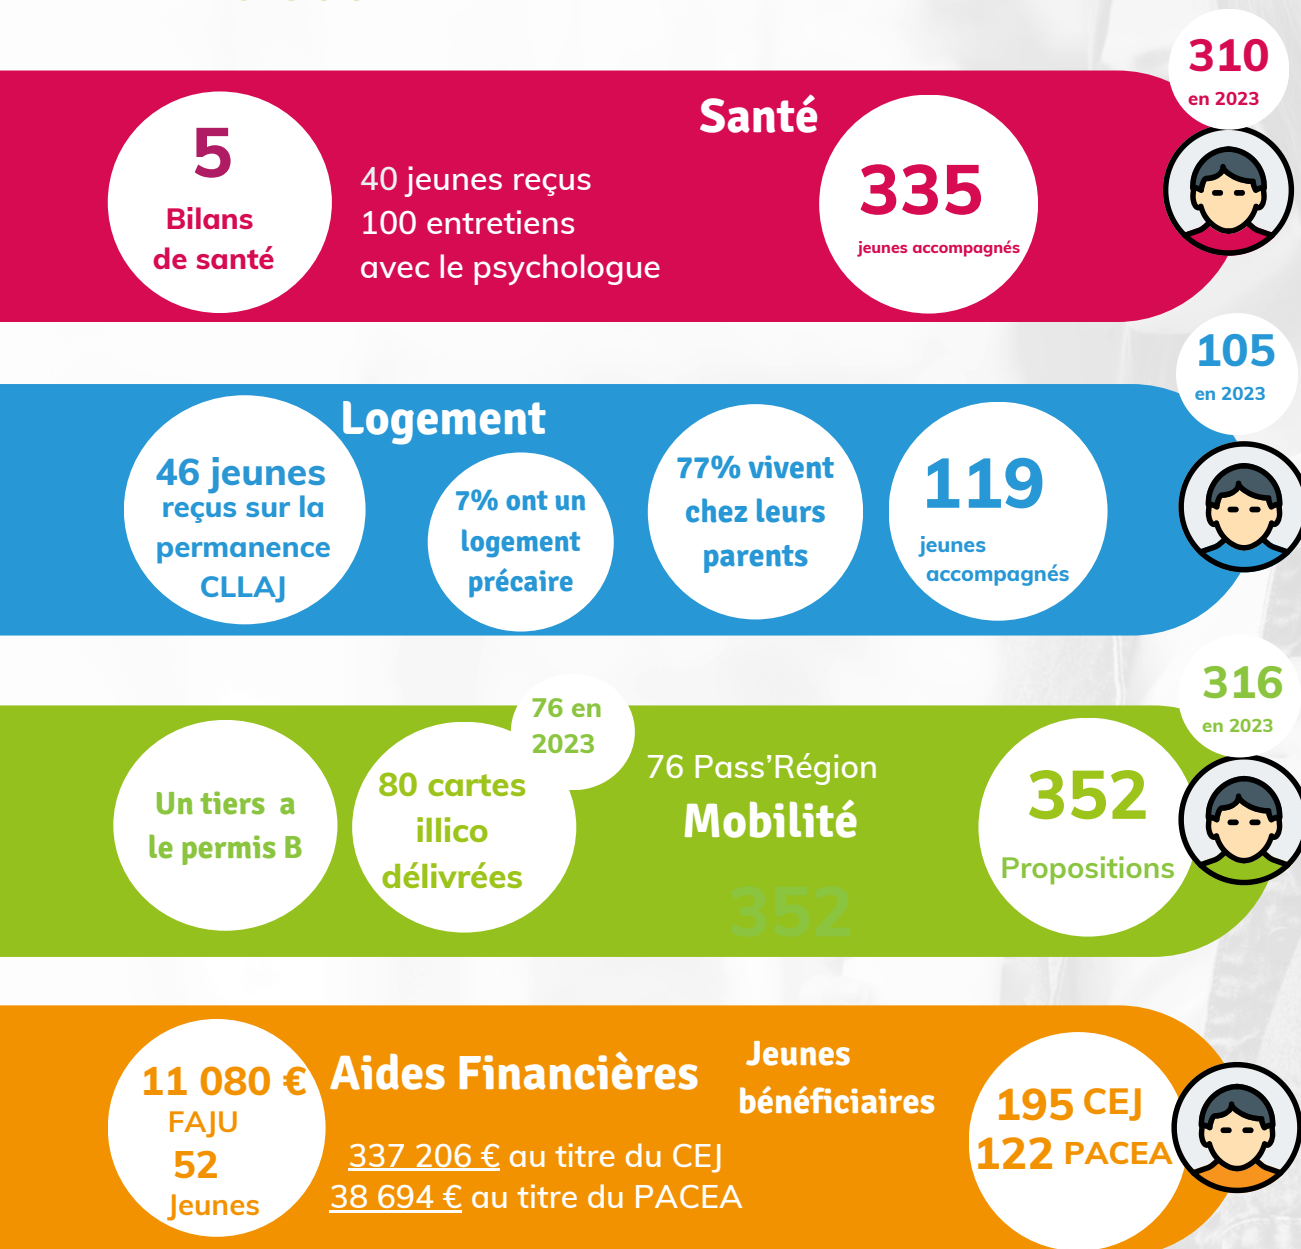 310
en 2023
Santé
5
Bilans
de santé
40 jeunes reçus
100 entretiens
avec le psychologue
335
jeunes accompagnés
105
en 2023
Logement
46 jeunes
reçus sur la
permanence
CLLAJ
7% ont un
logement
précaire
77% vivent
chez leurs
parents
119
jeunes
accompagnés
316
en 2023
Un tiers a
le permis B
76 en
2023
80 cartes
illico
délivrées
76 Pass'Région
Mobilité
352
352
Propositions
11 080 €
FAJU
52
Jeunes
Aides Financières
337 206 € au titre du CEJ
38 694 € au titre du PACEA
Jeunes
bénéficiaires
195 CEJ
122 PACEA